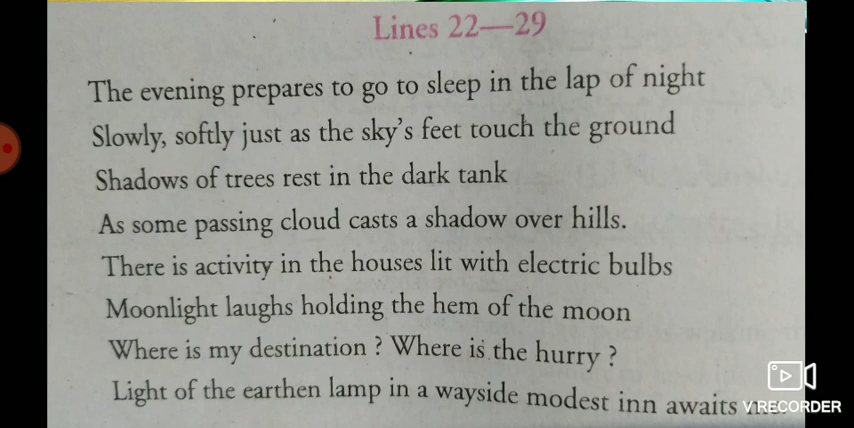 Lines 22—29
The evening prepares to go to sleep in the lap of night
Slowly, softly just as the sky's feet touch the ground
Shadows of trees rest in the dark tank
As some passing cloud casts a shadow over hills.
There is activity in the houses lit with electric bulbs
Moonlight laughs holding the hem of the moon
Where is my destination ? Where is the hurry ?
Light of the earthen lamp in a wayside modest inn awaits
V RECORDER